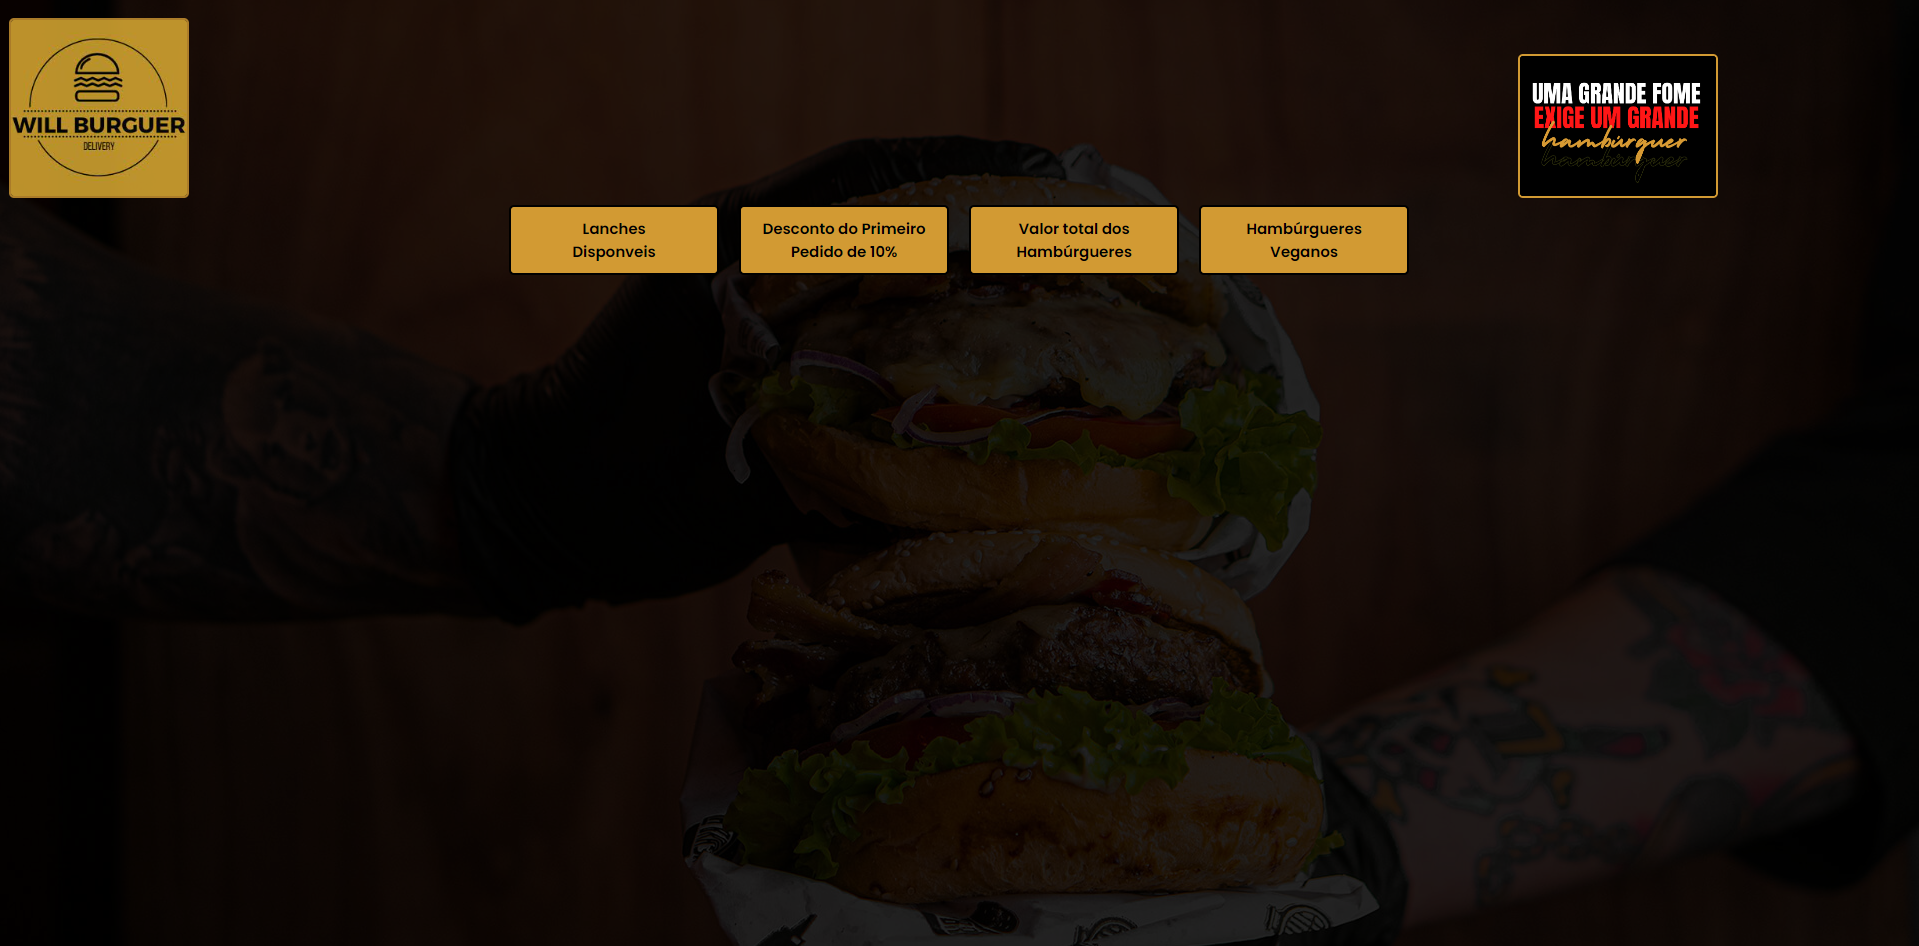 WILL BURGUER
DELIVERY
UMA GRANDE FOME
EXIGE UM GRANDE
hambúrguer
hambúrguer
Lanches
Disponveis
Desconto do Primeiro
Pedido de 10%
Valor total dos
Hambúrgueres
Hambúrgueres
Veganos